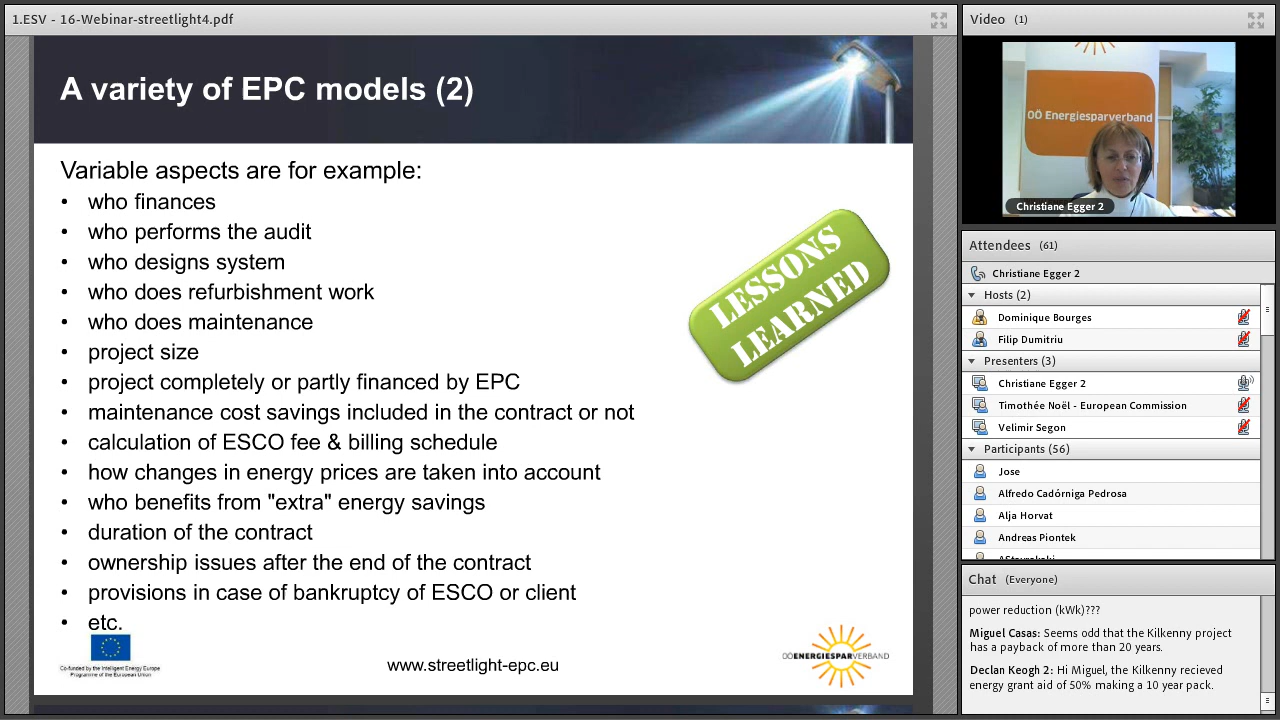 1.ESV - 16-Webinar-streetlight4.pdf
A variety of EPC models (2)
Variable aspects are for example:
• who finances
• who performs the audit
• who designs system
• who does refurbishment work
• who does maintenance
• project size
• project completely or partly financed by EPC
• maintenance cost savings included in the contract or not
• calculation of ESCO fee & billing schedule
• how changes in energy prices are taken into account
• who benefits from "extra" energy savings
• duration of the contract
• ownership issues after the end of the contract
• provisions in case of bankruptcy of ESCO or client
• etc.
LESSONS
LEARNED
Co-funded by the Intelligent Energy Europe
Programme of the European Union
www.streetlight-epc.eu
OÖENERGIESPARVERBAND
Video (1)
OÖ Energiesparverband
Christiane Egger 2
Attendees (61)
Christiane Egger 2
Hosts (2)
Dominique Bourges
Filip Dumitriu
Presenters (3)
Christiane Egger 2
Timothée Noël - European Commission
Velimir Segon
Participants (56)
Jose
Alfredo Cadórniga Pedrosa
Alja Horvat
Andreas Piontek
Chat (Everyone)
power reduction (kWk)???
Miguel Casas: Seems odd that the Kilkenny project
has a payback of more than 20 years.
Declan Keogh 2: Hi Miguel, the Kilkenny recieved
energy grant aid of 50% making a 10 year pack.